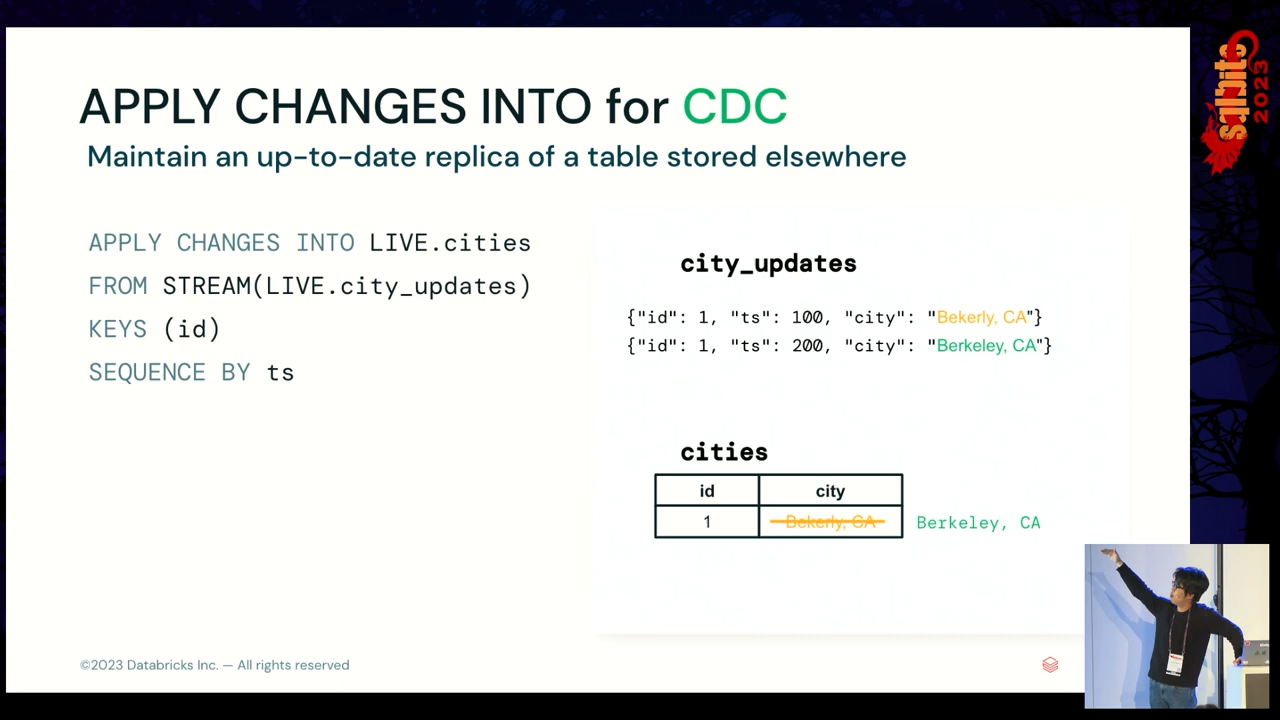 APPLY CHANGES INTO for CDC
Maintain an up-to-date replica of a table stored elsewhere
APPLY CHANGES INTO LIVE.cities
FROM STREAM(LIVE.city_updates)
KEYS (id)
SEQUENCE BY ts
city_updates
{"id": 1, "ts": 100, "city": "Bekerly, CA"}
{"id": 1, "ts": 200, "city": "Berkeley, CA"}
cities
id city
1 Bekerly, CA Berkeley, CA
©2023 Databricks Inc. — All rights reserved
sqlbits
2023